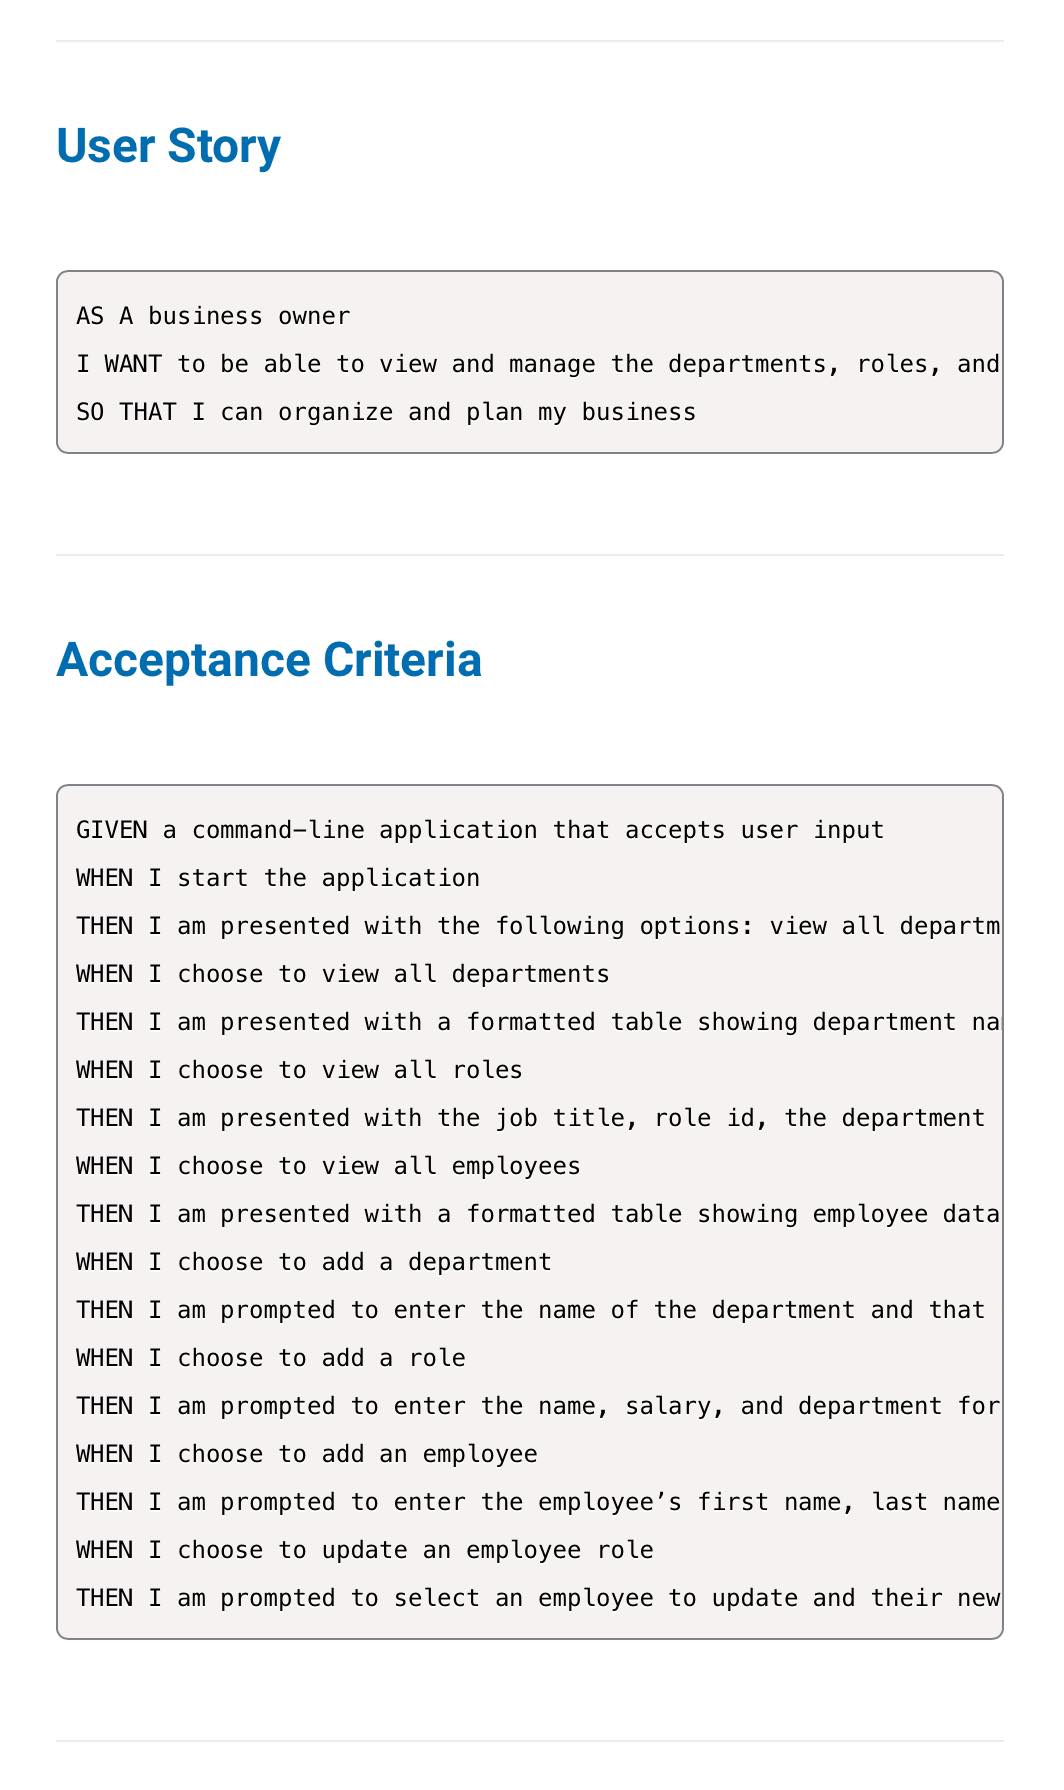 User Story
AS A business owner
I WANT to be able to view and manage the departments, roles, and
SO THAT I can organize and plan my business
Acceptance Criteria
GIVEN a command-line application that accepts user input
WHEN I start the application
THEN I am presented with the following options: view all departm
WHEN I choose to view all departments
THEN I am presented with a formatted table showing department na
WHEN I choose to view all roles
THEN I am presented with the job title, role id, the department
WHEN I choose to view all employees
THEN I am presented with a formatted table showing employee data
WHEN I choose to add a department
THEN I am prompted to enter the name of the department and that
WHEN I choose to add a role
THEN I am prompted to enter the name, salary, and department for
WHEN I choose to add an employee
THEN I am prompted to enter the employee’s first name, last name
WHEN I choose to update an employee role
THEN I am prompted to select an employee to update and their new